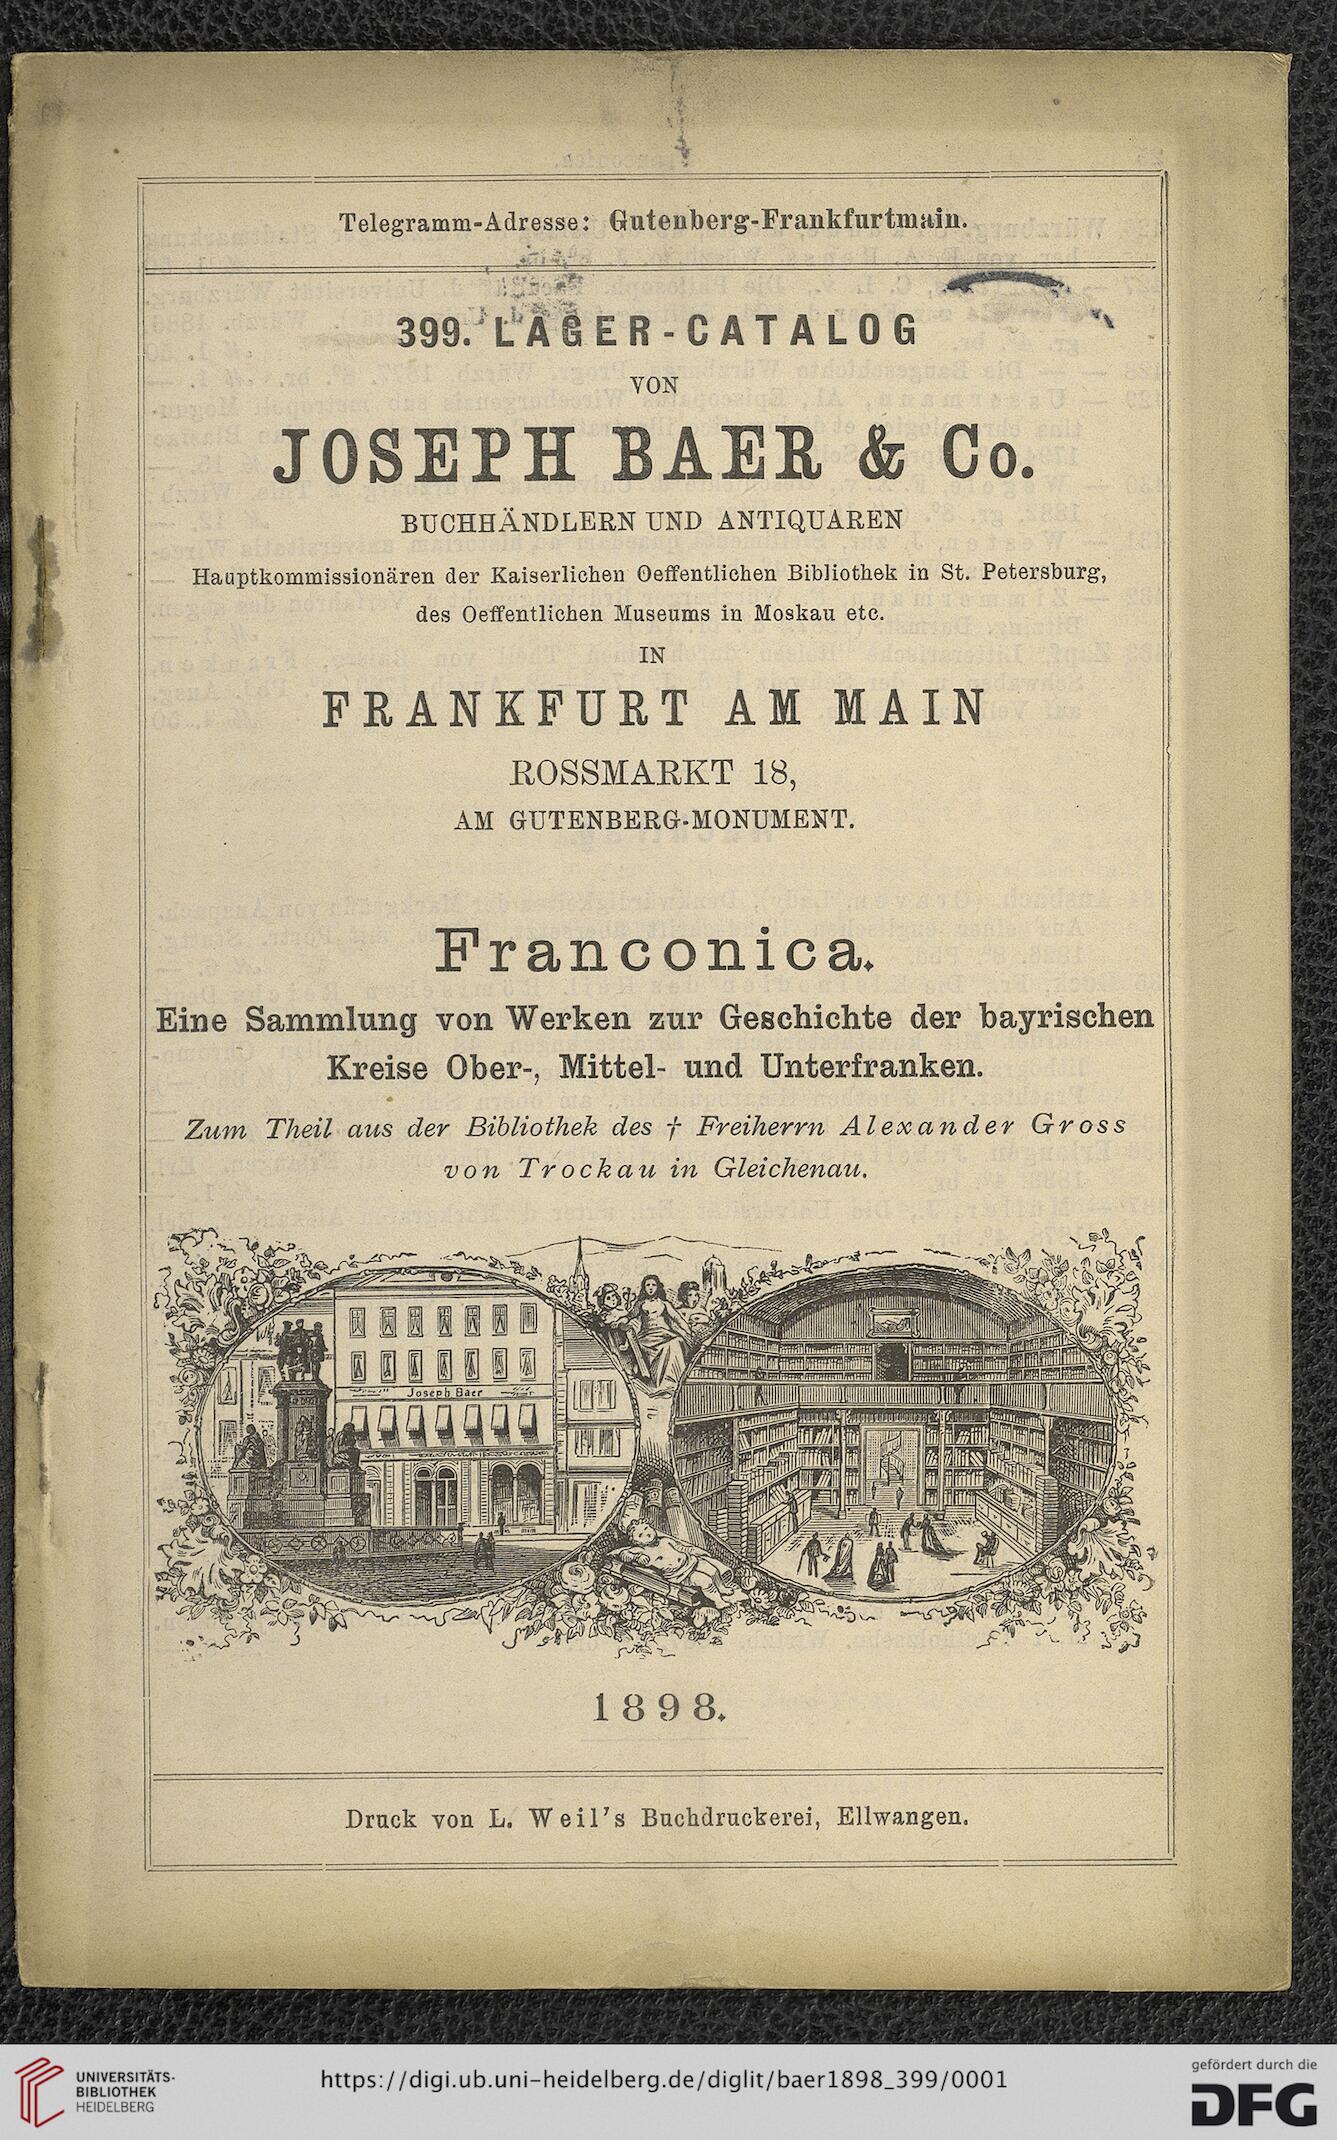 Telegramm-Adresse: Gutenberg-Frankfurtmain.
399. LAGER-CATALOG
VON
JOSEPH BAER & Co.
BUCHHÄNDLERN UND ANTIQUAREN
Hauptkommissionären der Kaiserlichen Oeffentlichen Bibliothek in St. Petersburg,
des Oeffentlichen Museums in Moskau etc.
IN
FRANKFURT AM MAIN
ROSSMARKT 18,
AM GUTENBERG-MONUMENT.
Franconica.
Eine Sammlung von Werken zur Geschichte der bayrischen
Kreise Ober-, Mittel- und Unterfranken.
Zum Theil aus der Bibliothek des † Freiherrn Alexander Gross
von Trockau in Gleichenau.
Joseph Baer
1898.
Druck von L. Weil's Buchdruckerei, Ellwangen.
UNIVERSITÄTS-
BIBLIOTHEK
HEIDELBERG
https://digi.ub.uni-heidelberg.de/diglit/baer1898_399/0001
gefördert durch die
DFG